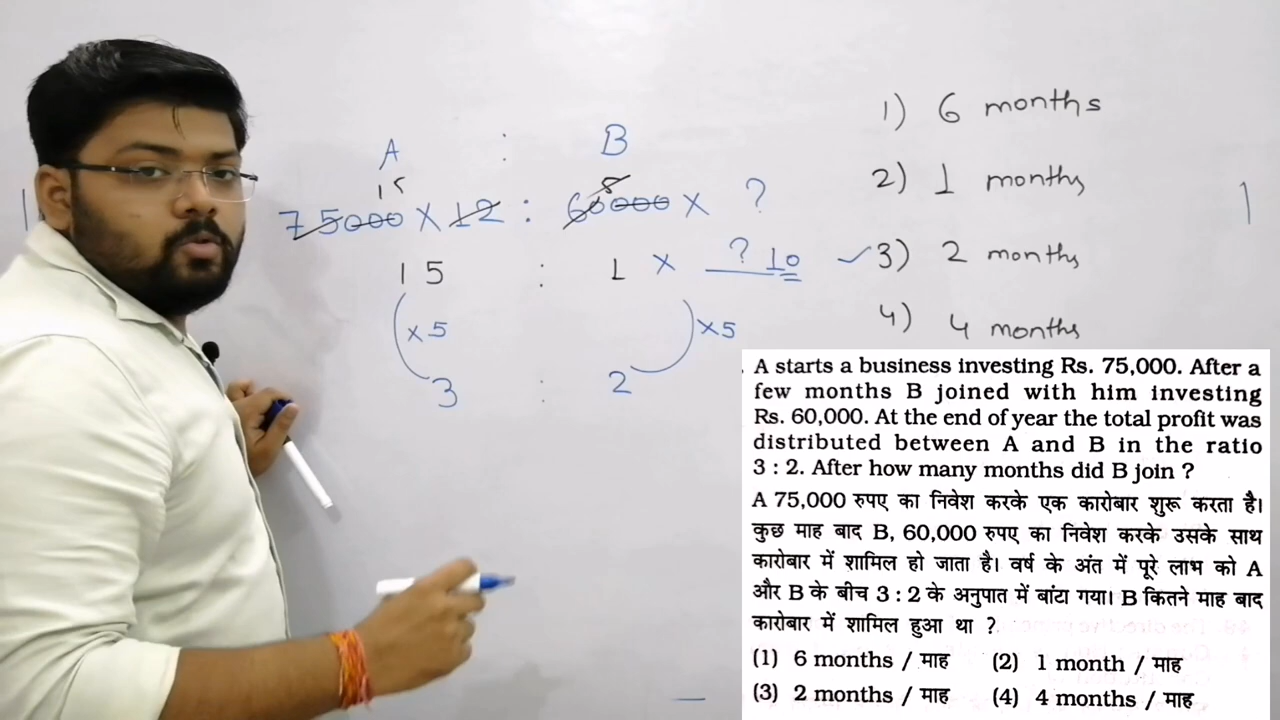 A : B
15 5
75000 X 12 : 60000 X ?
15 : 1 X ? 10
X5 X5
3 : 2
1) 6 months
2) 1 months
✓3) 2 months
4) 4 months
A starts a business investing Rs. 75,000. After a
few months B joined with him investing
Rs. 60,000. At the end of year the total profit was
distributed between A and B in the ratio
3 : 2. After how many months did B join ?
A 75,000 रुपए का निवेश करके एक कारोबार शुरू करता है।
कुछ माह बाद B, 60,000 रुपए का निवेश करके उसके साथ
कारोबार में शामिल हो जाता है। वर्ष के अंत में पूरे लाभ को A
और B के बीच 3 : 2 के अनुपात में बांटा गया। B कितने माह बाद
कारोबार में शामिल हुआ था ?
(1) 6 months / माह (2) 1 month / माह
(3) 2 months / माह (4) 4 months / माह